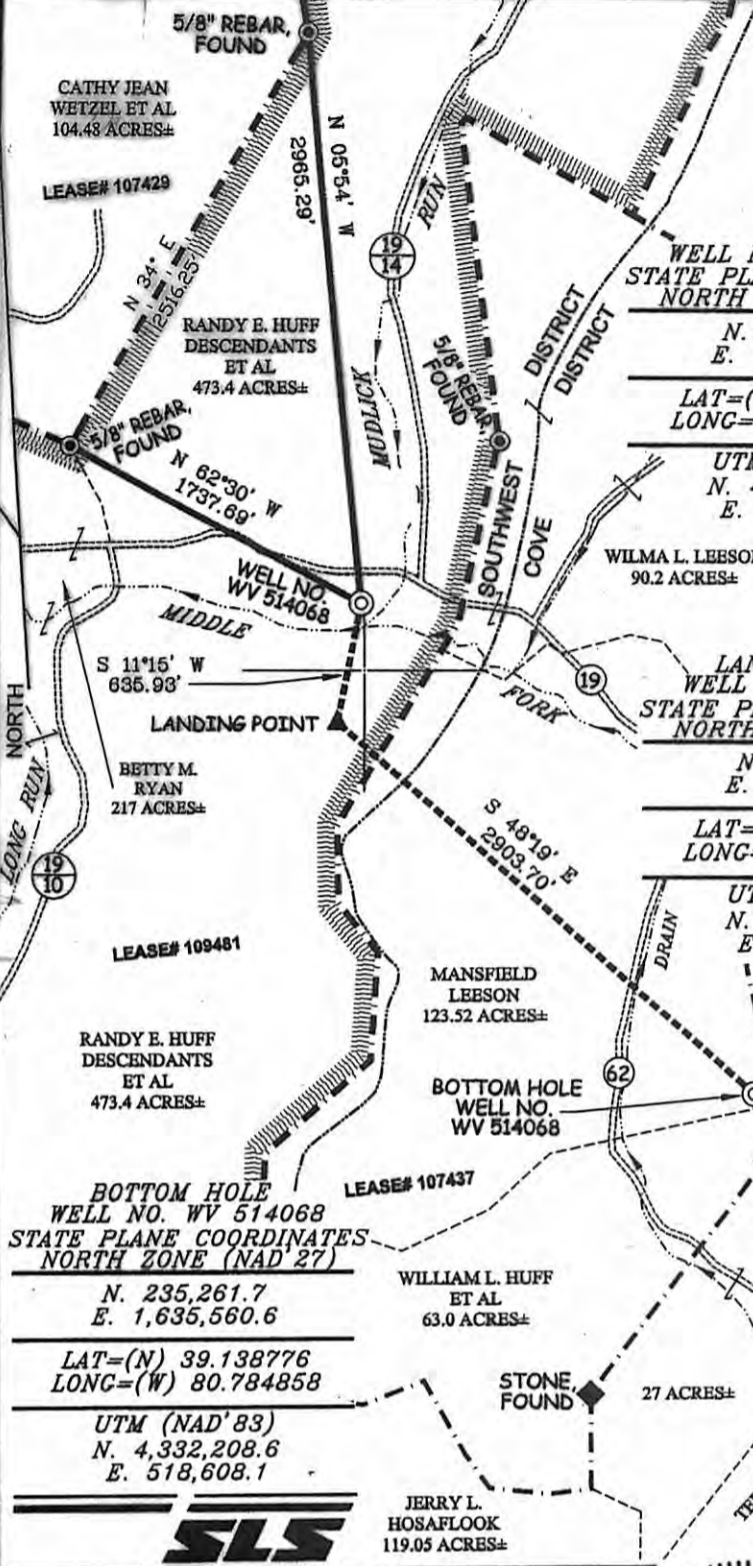 5/8" REBAR,
FOUND
CATHY JEAN
WETZEL ET AL
104.48 ACRES±
LEASE# 107429
N 05°54' W
2965.29'
N 34° E
2516.25'
19
14
RUN
MUDLICK
RANDY E. HUFF
DESCENDANTS
ET AL
473.4 ACRES±
5/8" REBAR,
FOUND
5/8" REBAR
FOUND
DISTRICT
DISTRICT
SOUTHWEST
COVE
N 62°30' W
1737.69'
WELL NO.
WV 514068
MIDDLE
FORK
19
S 11°15' W
635.93'
LANDING POINT
NORTH
BETTY M.
RYAN
217 ACRES±
LONG RUN
19
10
WELL
STATE PL
NORTH
N.
E.
LAT=(
LONG=
UTM
N.
E.
WILMA L. LEESON
90.2 ACRES±
LAN
WELL
STATE P
NORTH
N
E.
LAT=
LONG
UT
N.
E
S 48°19' E
2903.70'
LEASE# 109481
RANDY E. HUFF
DESCENDANTS
ET AL
473.4 ACRES±
MANSFIELD
LEESON
123.52 ACRES±
DRAIN
62
BOTTOM HOLE
WELL NO.
WV 514068
LEASE# 107437
BOTTOM HOLE
WELL NO. WV 514068
STATE PLANE COORDINATES
NORTH ZONE (NAD'27)
N. 235,261.7
E. 1,635,560.6
LAT=(N) 39.138776
LONG=(W) 80.784858
UTM (NAD'83)
N. 4,332,208.6
E. 518,608.1
WILLIAM L. HUFF
ET AL
63.0 ACRES±
STONE,
FOUND
27 ACRES±
JERRY L.
HOSAFLOOK
119.05 ACRES±
SLS